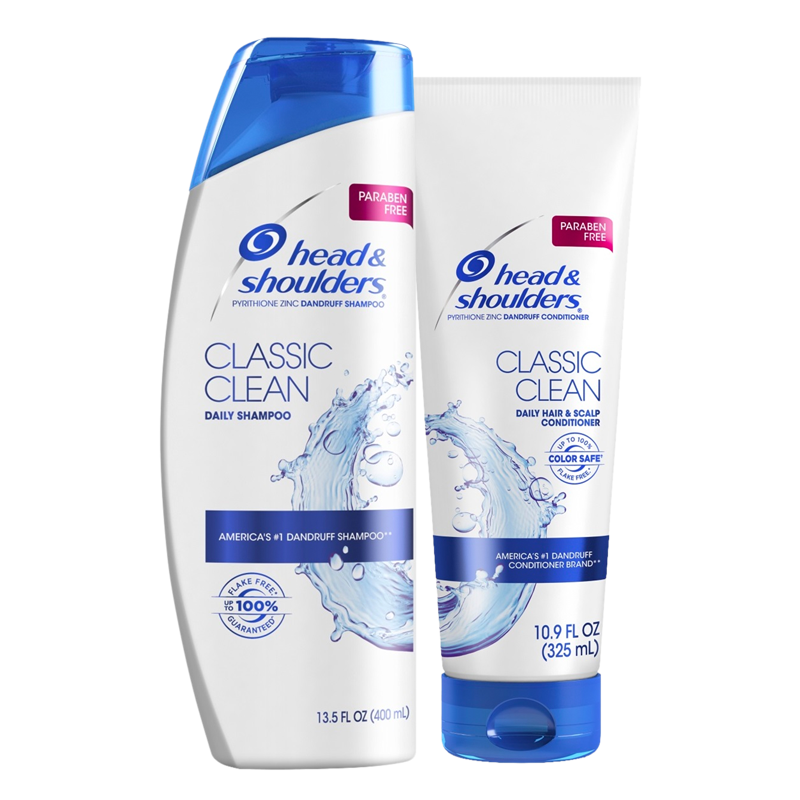 PARABEN
FREE
head &
shoulders®
PYRITHIONE ZINC DANDRUFF SHAMPOO
CLASSIC
CLEAN
DAILY SHAMPOO
AMERICA'S #1 DANDRUFF SHAMPOO**
FLAKE FREE*
UP TO 100%
GUARANTEED*
13.5 FL OZ (400 mL)
PARABEN
FREE
head &
shoulders®
PYRITHIONE ZINC DANDRUFF CONDITIONER
CLASSIC
CLEAN
DAILY HAIR & SCALP
CONDITIONER
UP TO 100%
COLOR SAFE*
FLAKE FREE*
AMERICA'S #1 DANDRUFF
CONDITIONER BRAND**
10.9 FL OZ
(325 mL)